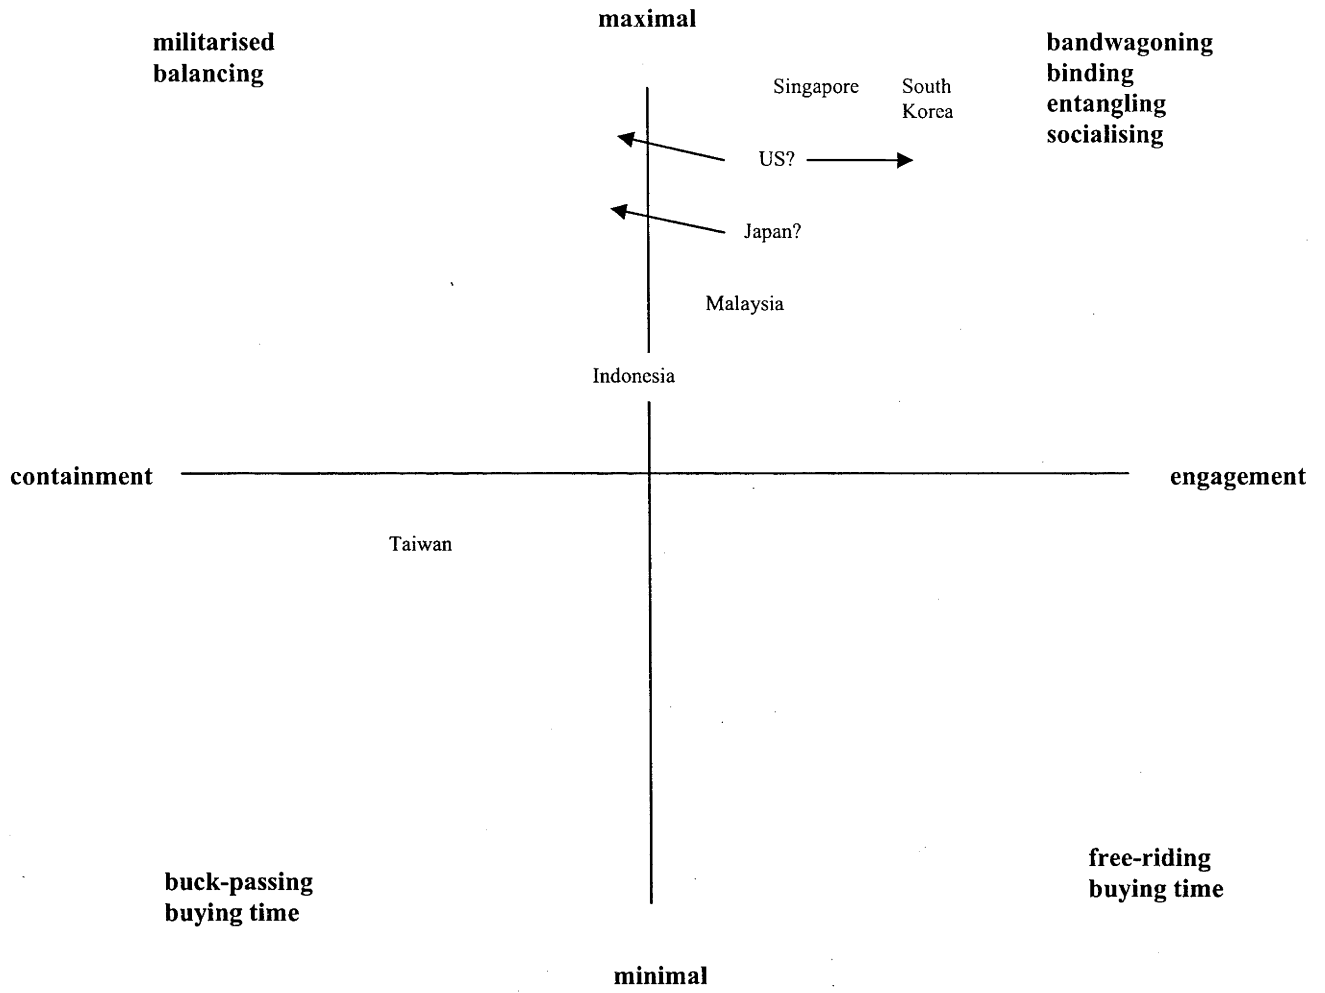 maximal
militarised
balancing
bandwagoning
binding
entangling
socialising
Singapore
South
Korea
US?
Japan?
Malaysia
Indonesia
containment
engagement
Taiwan
buck-passing
buying time
free-riding
buying time
minimal